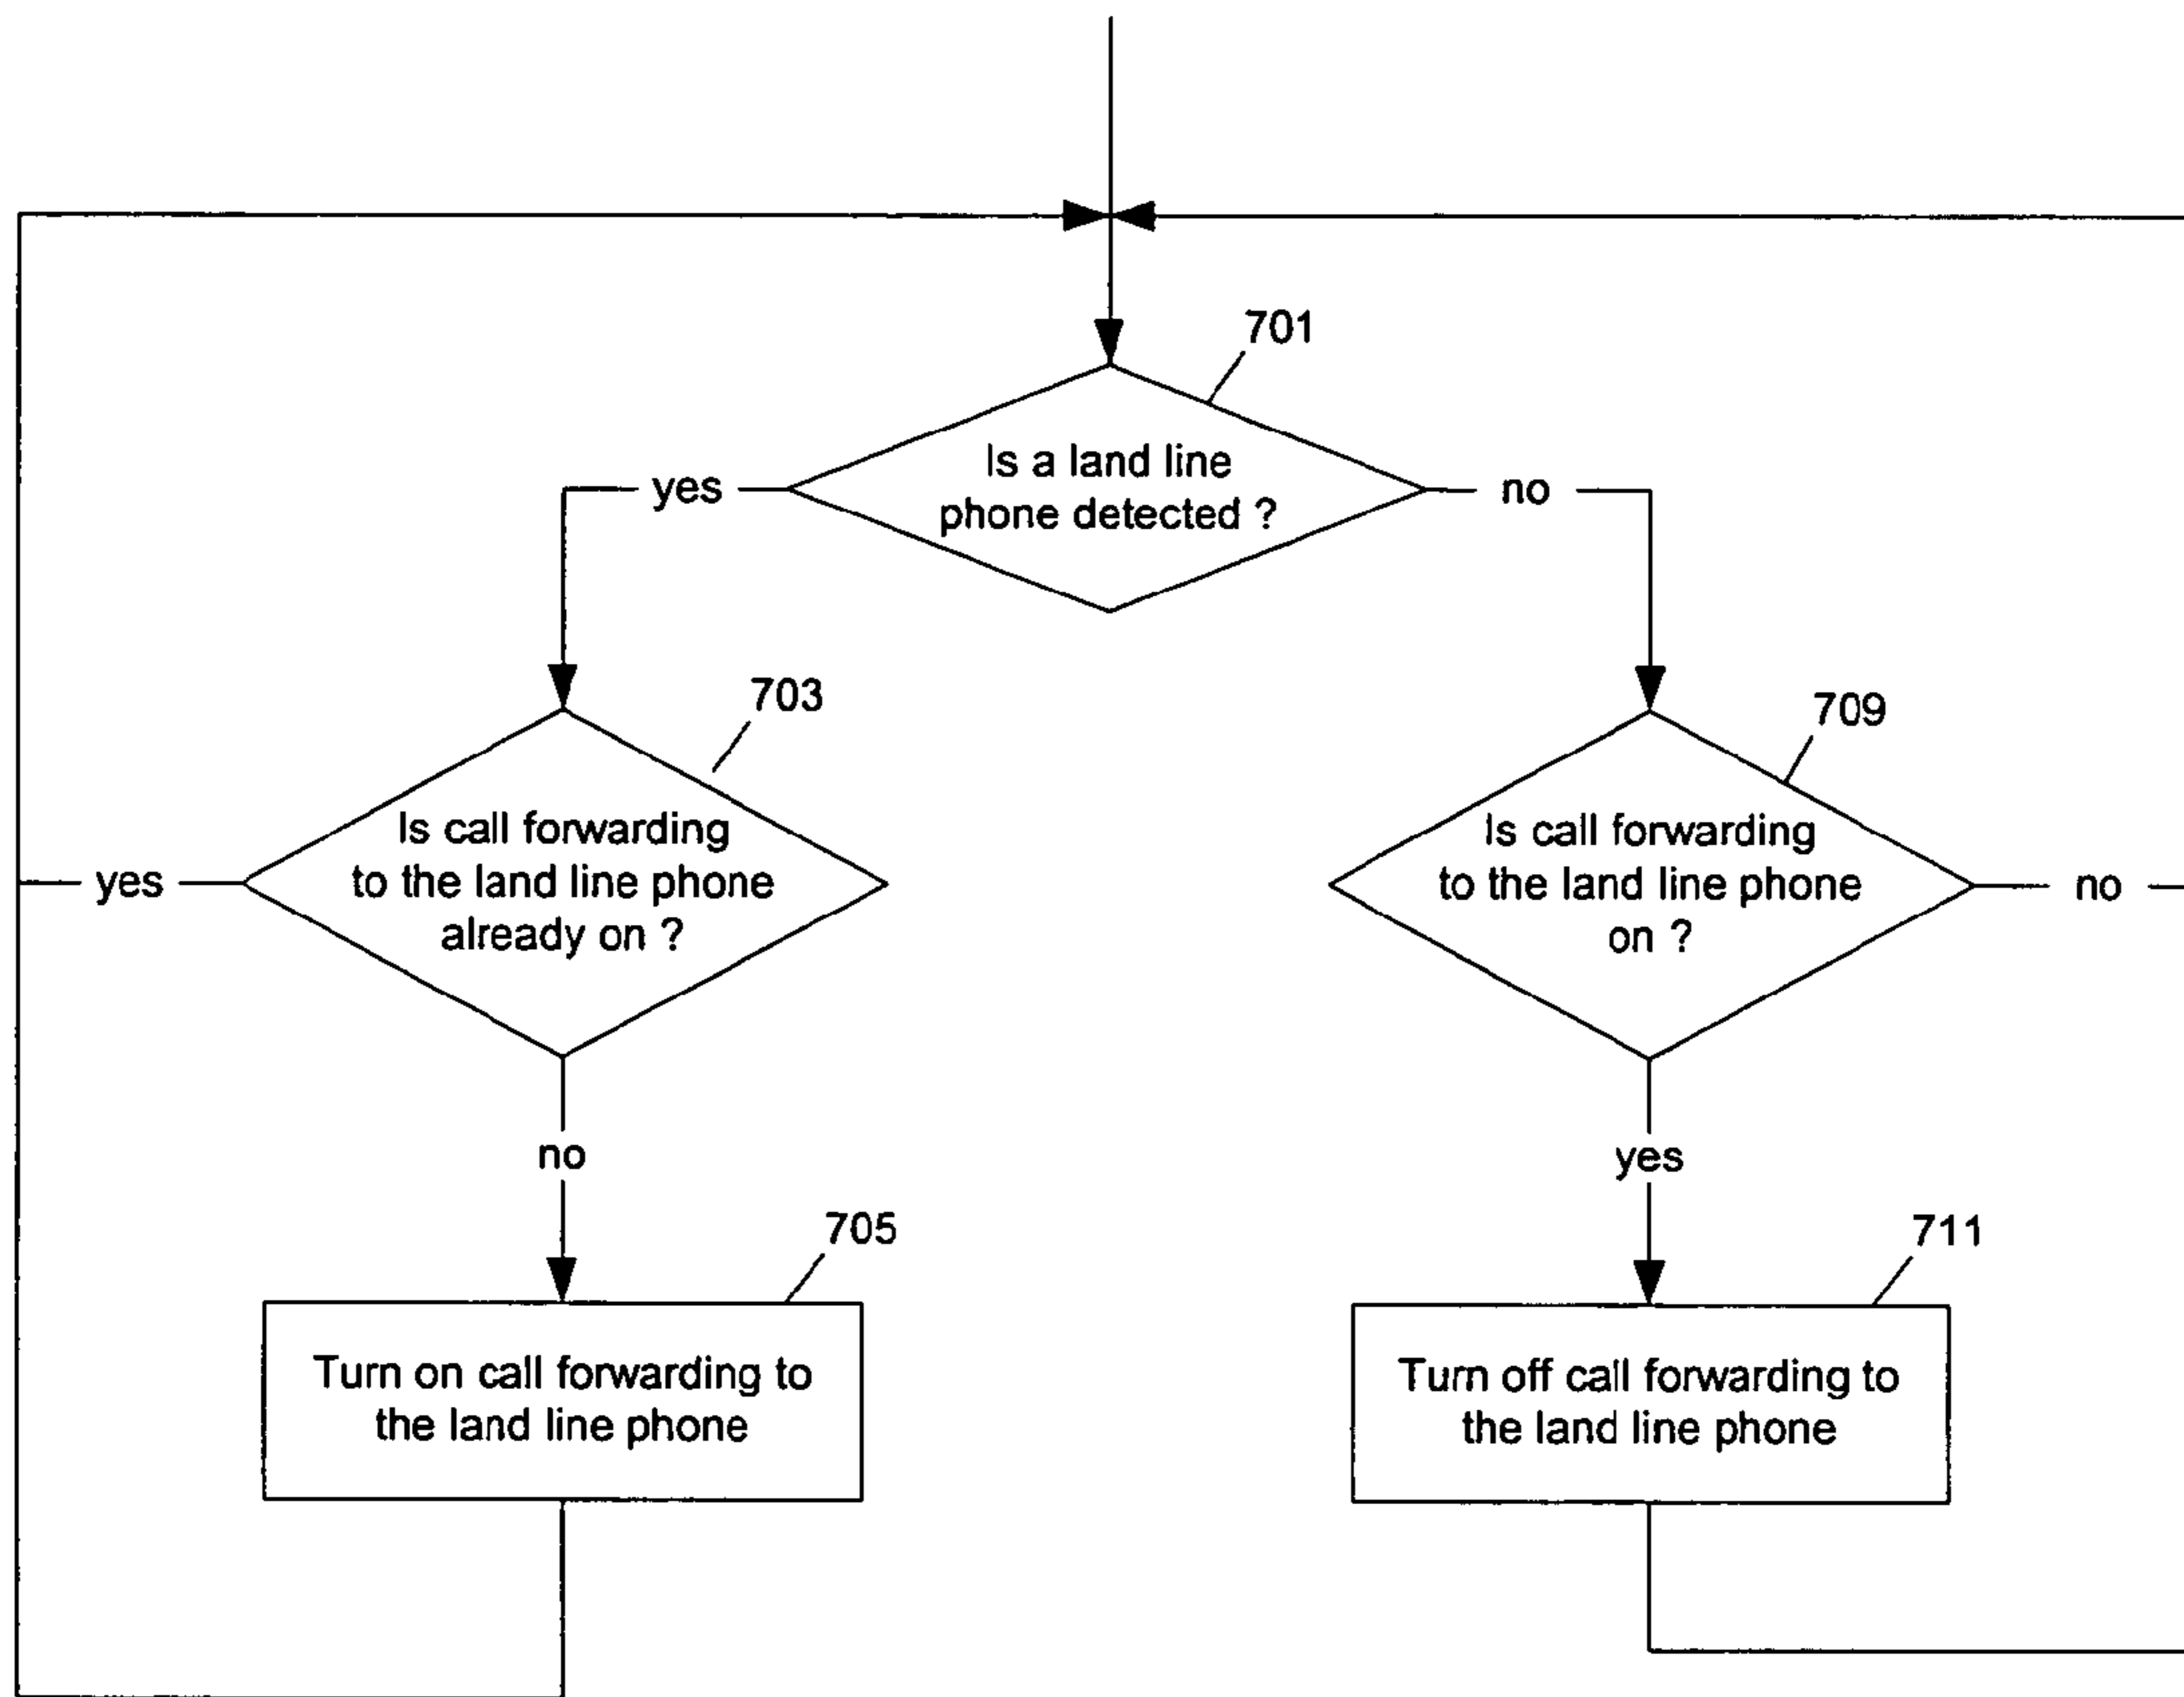 701
Is a land line
phone detected ?
yes
no
703
709
Is call forwarding
to the land line phone
already on ?
yes
Is call forwarding
to the land line phone
on ?
no
no
yes
705
711
Turn on call forwarding to
the land line phone
Turn off call forwarding to
the land line phone